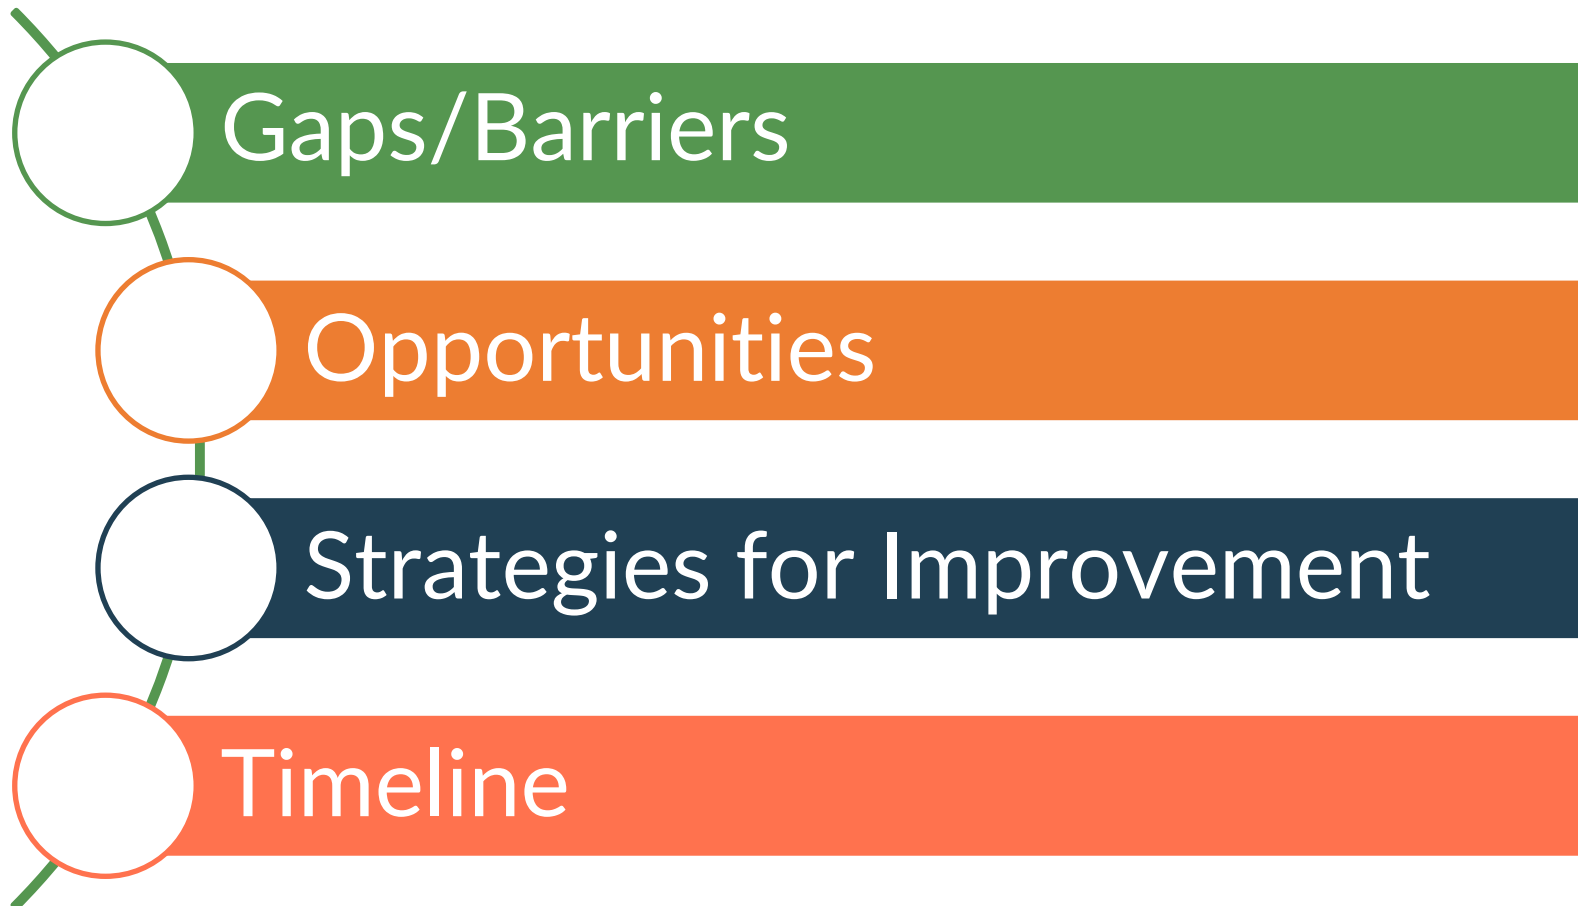 Gaps/Barriers
Opportunities
Strategies for Improvement
Timeline